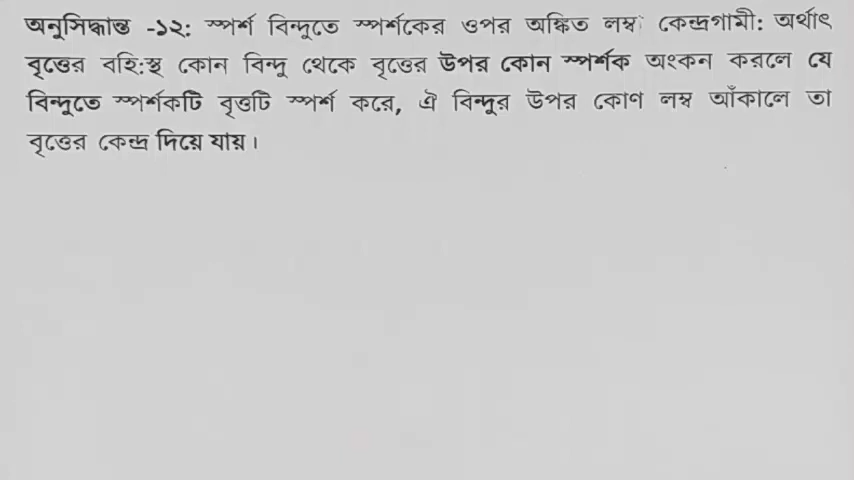 অনুসিদ্ধান্ত -১২: স্পর্শ বিন্দুতে স্পর্শকের ওপর অঙ্কিত লম্ব কেন্দ্রগামী: অর্থাৎ
বৃত্তের বহি:স্থ কোন বিন্দু থেকে বৃত্তের উপর কোন স্পর্শক অংকন করলে যে
বিন্দুতে স্পর্শকটি বৃত্তটি স্পর্শ করে, ঐ বিন্দুর উপর কোণ লম্ব আঁকালে তা
বৃত্তের কেন্দ্র দিয়ে যায়।